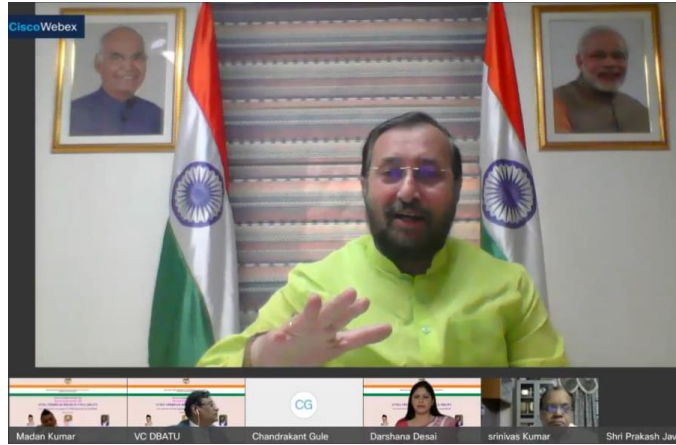 CiscoWebex
CG
Madan Kumar
VC DBATU
Chandrakant Gule
Darshana Desai
srinivas Kumar
Shri Prakash Jav